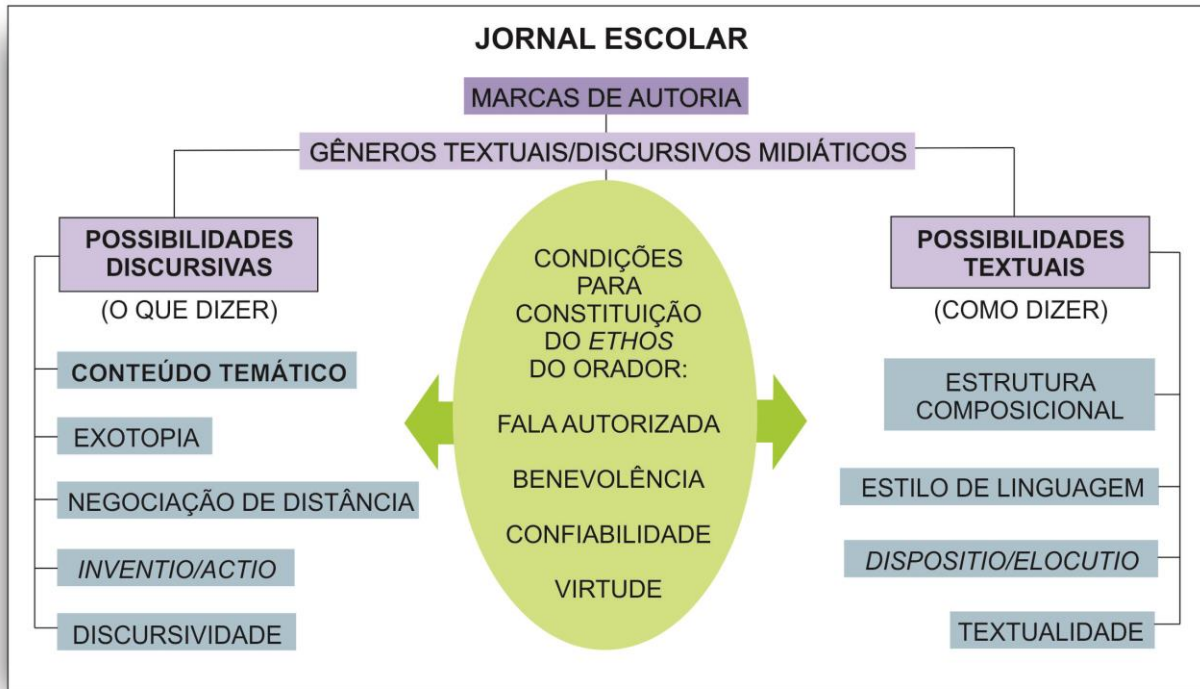 JORNAL ESCOLAR
MARCAS DE AUTORIA
GÊNEROS TEXTUAIS/DISCURSIVOS MIDIÁTICOS
POSSIBILIDADES
DISCURSIVAS
(O QUE DIZER)
CONTEÚDO TEMÁTICO
EXOTOPIA
NEGOCIAÇÃO DE DISTÂNCIA
INVENTIO/ACTIO
DISCURSIVIDADE
CONDIÇÕES
PARA
CONSTITUIÇÃO
DO ETHOS
DO ORADOR:
FALA AUTORIZADA
BENEVOLÊNCIA
CONFIABILIDADE
VIRTUDE
POSSIBILIDADES
TEXTUAIS
(COMO DIZER)
ESTRUTURA
COMPOSICIONAL
ESTILO DE LINGUAGEM
DISPOSITIO/ELOCUTIO
TEXTUALIDADE